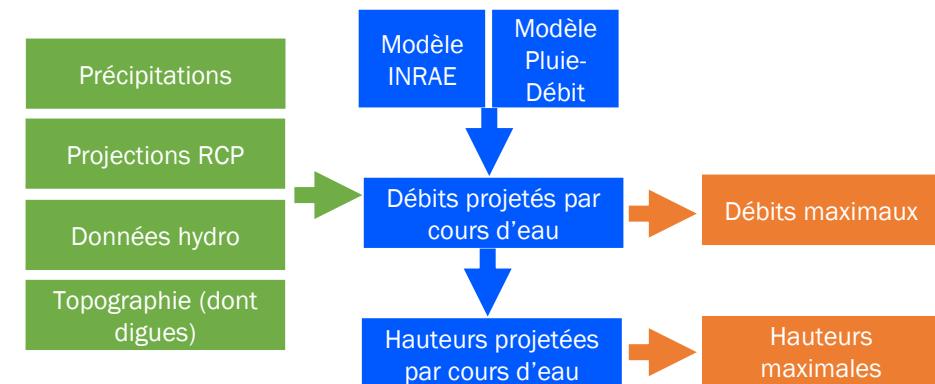 Précipitations
Projections RCP
Données hydro
Topographie (dont
digues)
Modèle
INRAE
Modèle
Pluie-
Débit
Débits projetés par
cours d'eau
Hauteurs projetées
par cours d'eau
Débits maximaux
Hauteurs
maximales